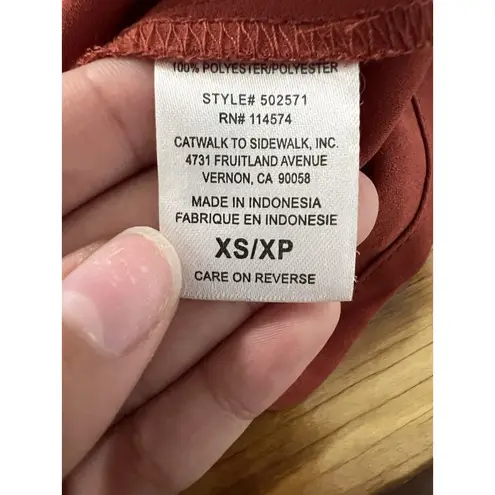 100% POLYESTER/POLYESTER
STYLE# 502571
RN# 114574
CATWALK TO SIDEWALK, INC.
4731 FRUITLAND AVENUE
VERNON, CA 90058
MADE IN INDONESIA
FABRIQUE EN INDONESIE
XS/XP
CARE ON REVERSE